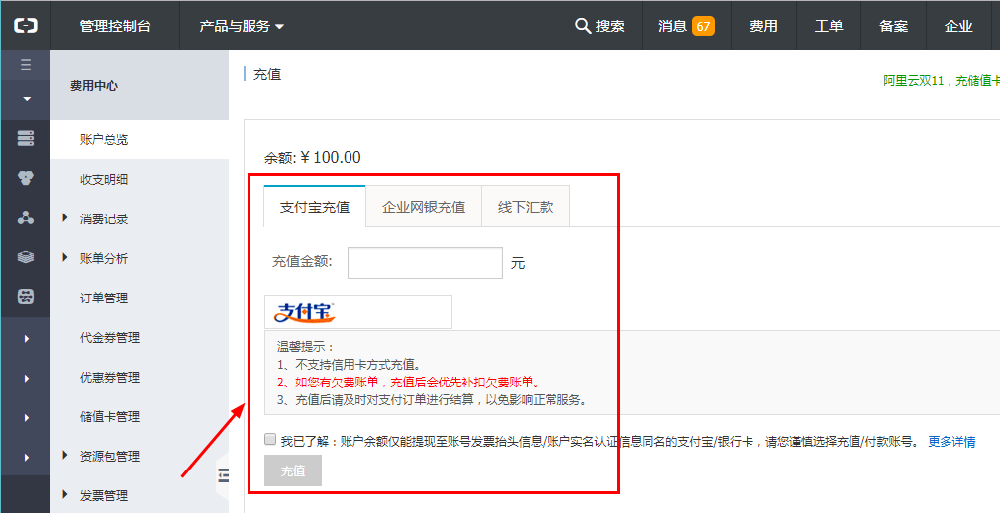 管理控制台 产品与服务 搜索 消息 67 费用 工单 备案 企业
费用中心
账户总览
收支明细
消费记录
账单分析
订单管理
代金券管理
优惠券管理
储值卡管理
资源包管理
发票管理
充值
阿里云双11，充储值卡
余额:¥100.00
支付宝充值 企业网银充值 线下汇款
充值金额: 元
支付宝
温馨提示：
1、不支持信用卡方式充值。
2、如您有欠费账单，充值后会优先补扣欠费账单。
3、充值后请及时对支付订单进行结算，以免影响正常服务。
我已了解：账户余额仅能提现至账号发票抬头信息/账户实名认证信息同名的支付宝/银行卡，请您谨慎选择充值/付款账号。 更多详情
充值